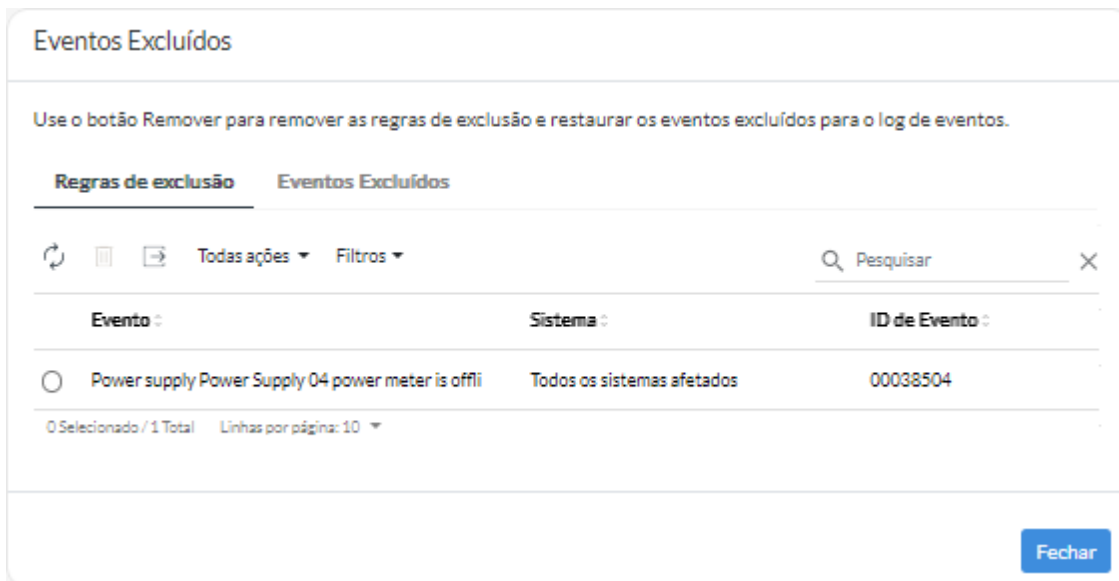 Eventos Excluídos
Use o botão Remover para remover as regras de exclusão e restaurar os eventos excluídos para o log de eventos.
Regras de exclusão Eventos Excluídos
Todas ações Filtros Pesquisar
Evento Sistema ID de Evento
Power supply Power Supply 04 power meter is offli Todos os sistemas afetados 00038504
0 Selecionado / 1 Total Linhas por página: 10
Fechar